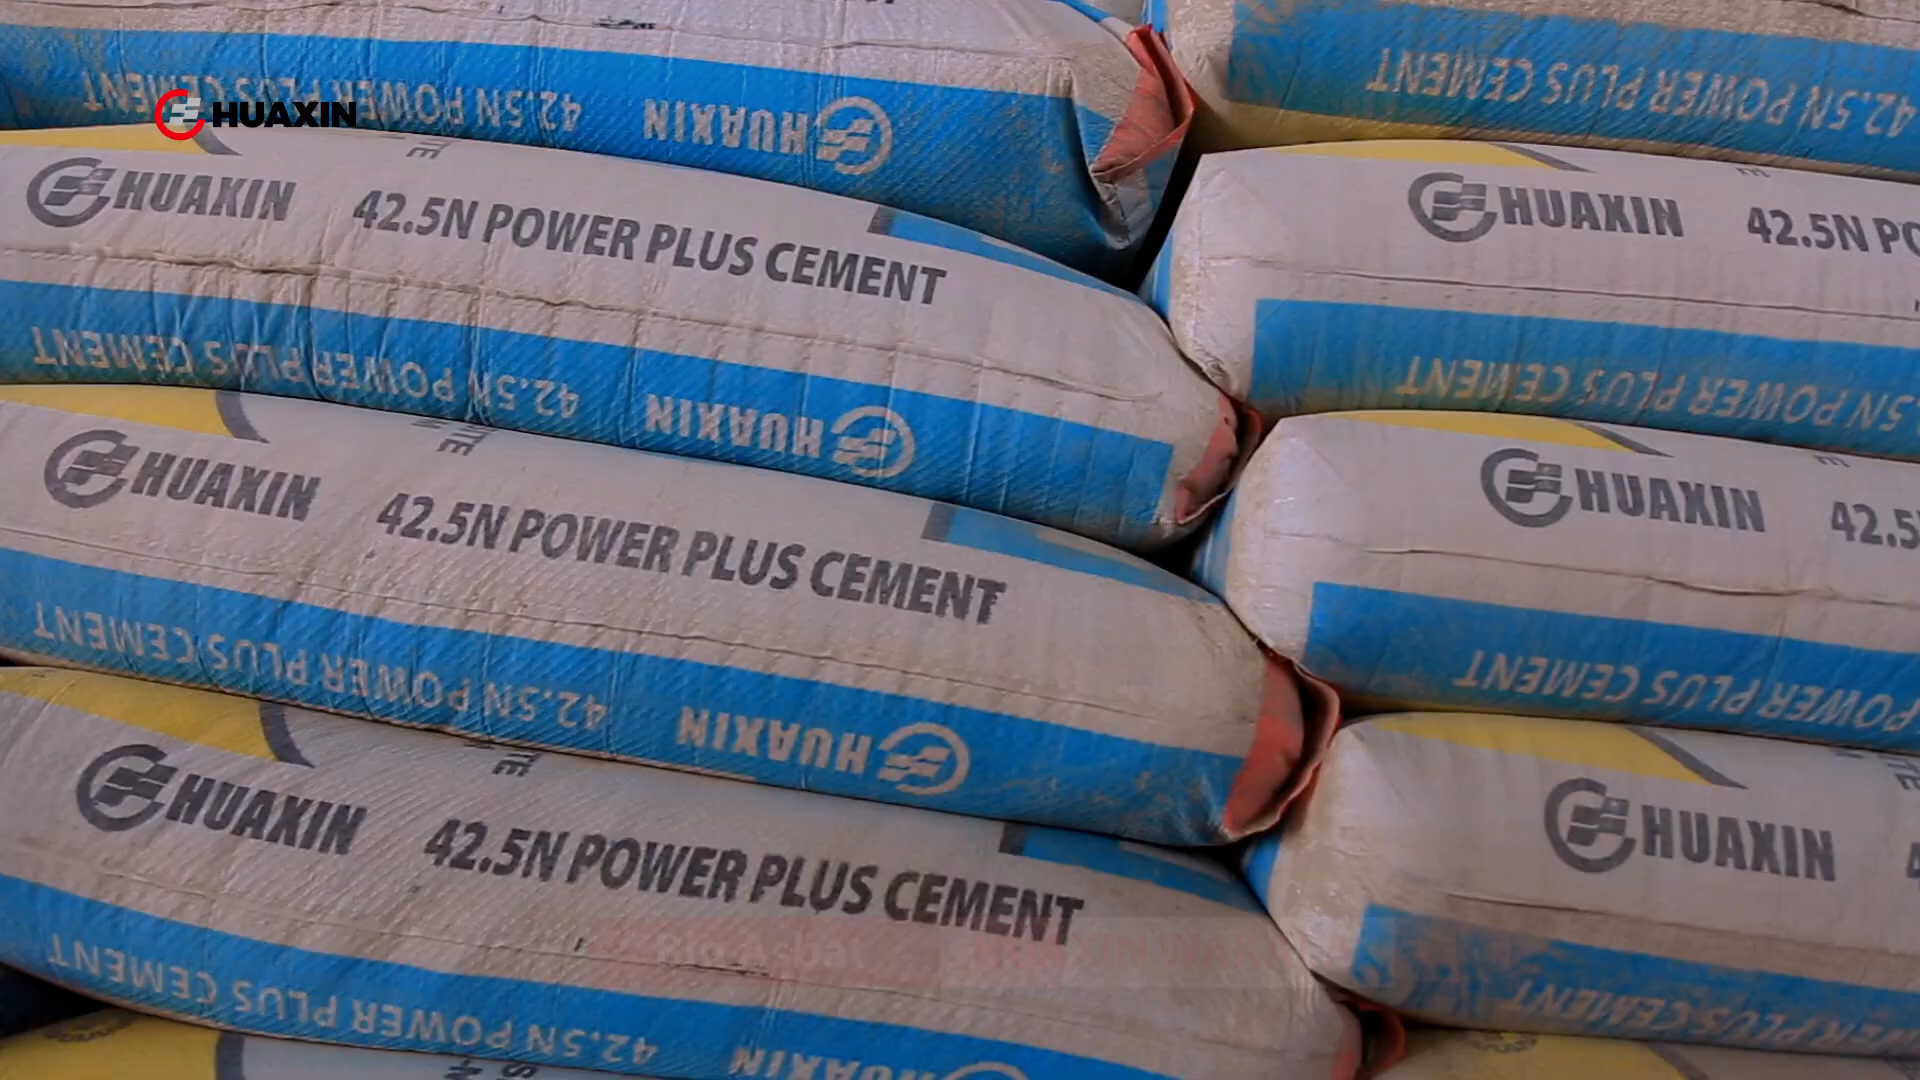 42.5N POWER PLUS CEMENT HUAXIN
42.5N POWER PLUS CEMENT
HUAXIN
HUAXIN 42.5N POWER PLUS CEMENT
HUAXIN 42.5N
42.5N POWER PLUS CEMENT HUAXIN
POWER PLUS CEMENT
HUAXIN 42.5N POWER PLUS CEMENT
HUAXIN 42.5
42.5N POWER PLUS CEMENT HUAXIN
POWER PLUS CEMENT
HUAXIN 42.5N POWER PLUS CEMENT
HUAXIN
42.5N POWER PLUS CEMENT HUAXIN
PLUS CEMENT